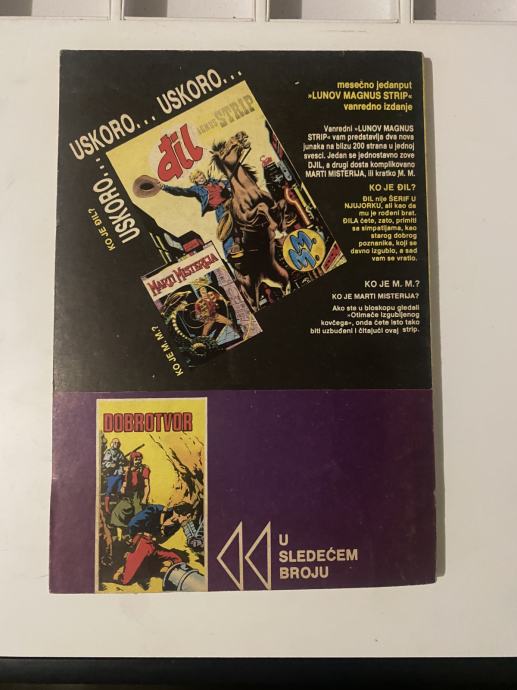 USKORO... USKORO... USKORO...
KO JE ĐIL?
MAGNUS STRIP
đil
M.M.
MARTI MISTERIJA
KO JE M. M.?
mesečno jedanput
»LUNOV MAGNUS STRIP«
vanredno izdanje
Vanredni »LUNOV MAGNUS
STRIP« vam predstavlja dva nova
junaka na blizu 200 strana u jednoj
svesci. Jedan se jednostavno zove
DJIL, a drugi dosta komplikovano
MARTI MISTERIJA, ili kratko M. M.
KO JE ĐIL?
ĐIL nije ŠERIF U
NJUJORKU, ali kao da
mu je rođeni brat.
ĐILA ćete, zato, primiti
sa simpatijama, kao
starog dobrog
poznanika, koji se
davno izgubio, a sad
vam se vratio.
KO JE M. M.?
KO JE MARTI MISTERIJA?
Ako ste u bioskopu gledali
»Otimače izgubljenog
kovčega«, onda ćete isto tako
biti uzbuđeni i čitajući ovaj strip.
DOBROTVOR
U
SLEDEĆEM
BROJU